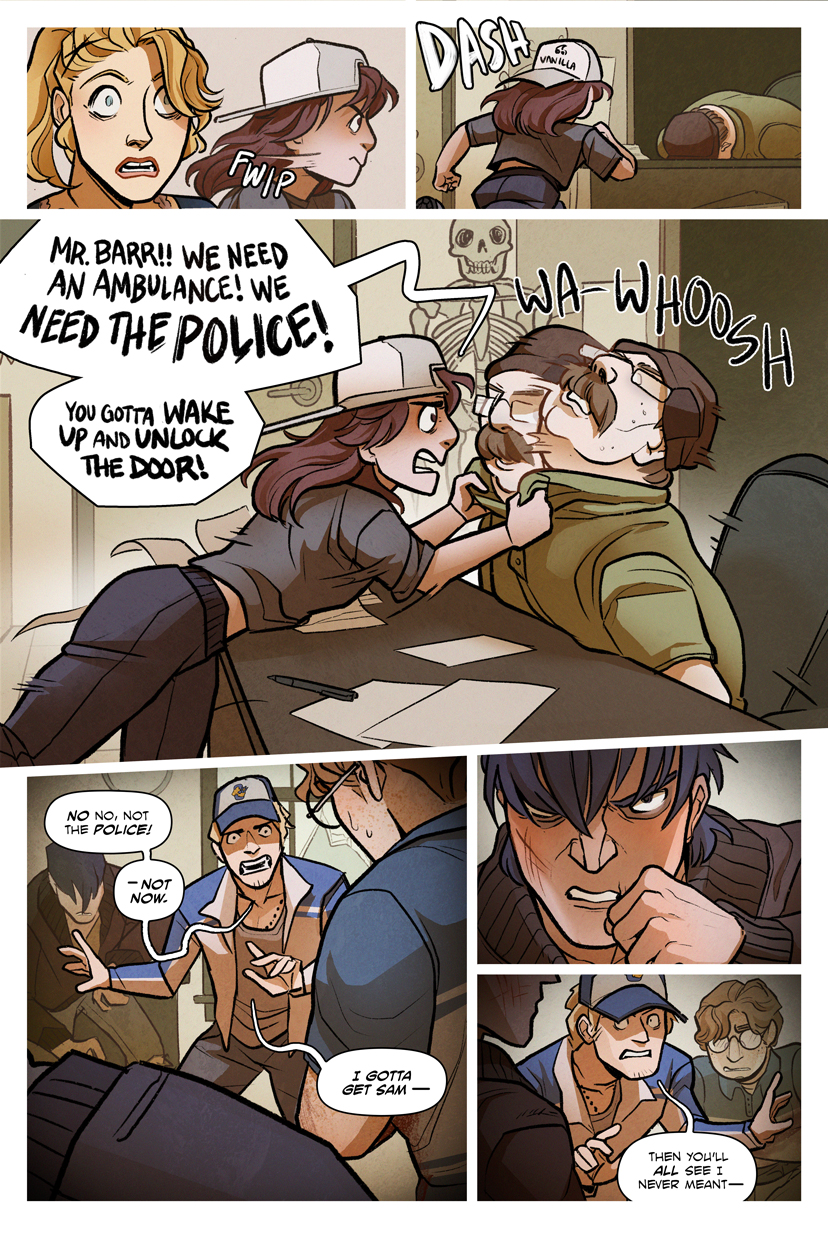 FWIP
DASH
VANILLA
MR. BARR!! WE NEED
AN AMBULANCE! WE
NEED THE POLICE!
WA-WHOOSH
YOU GOTTA WAKE
UP AND UNLOCK
THE DOOR!
NO NO, NOT
THE POLICE!
—NOT
NOW.
I GOTTA
GET SAM —
THEN YOU'LL
ALL SEE I
NEVER MEANT—